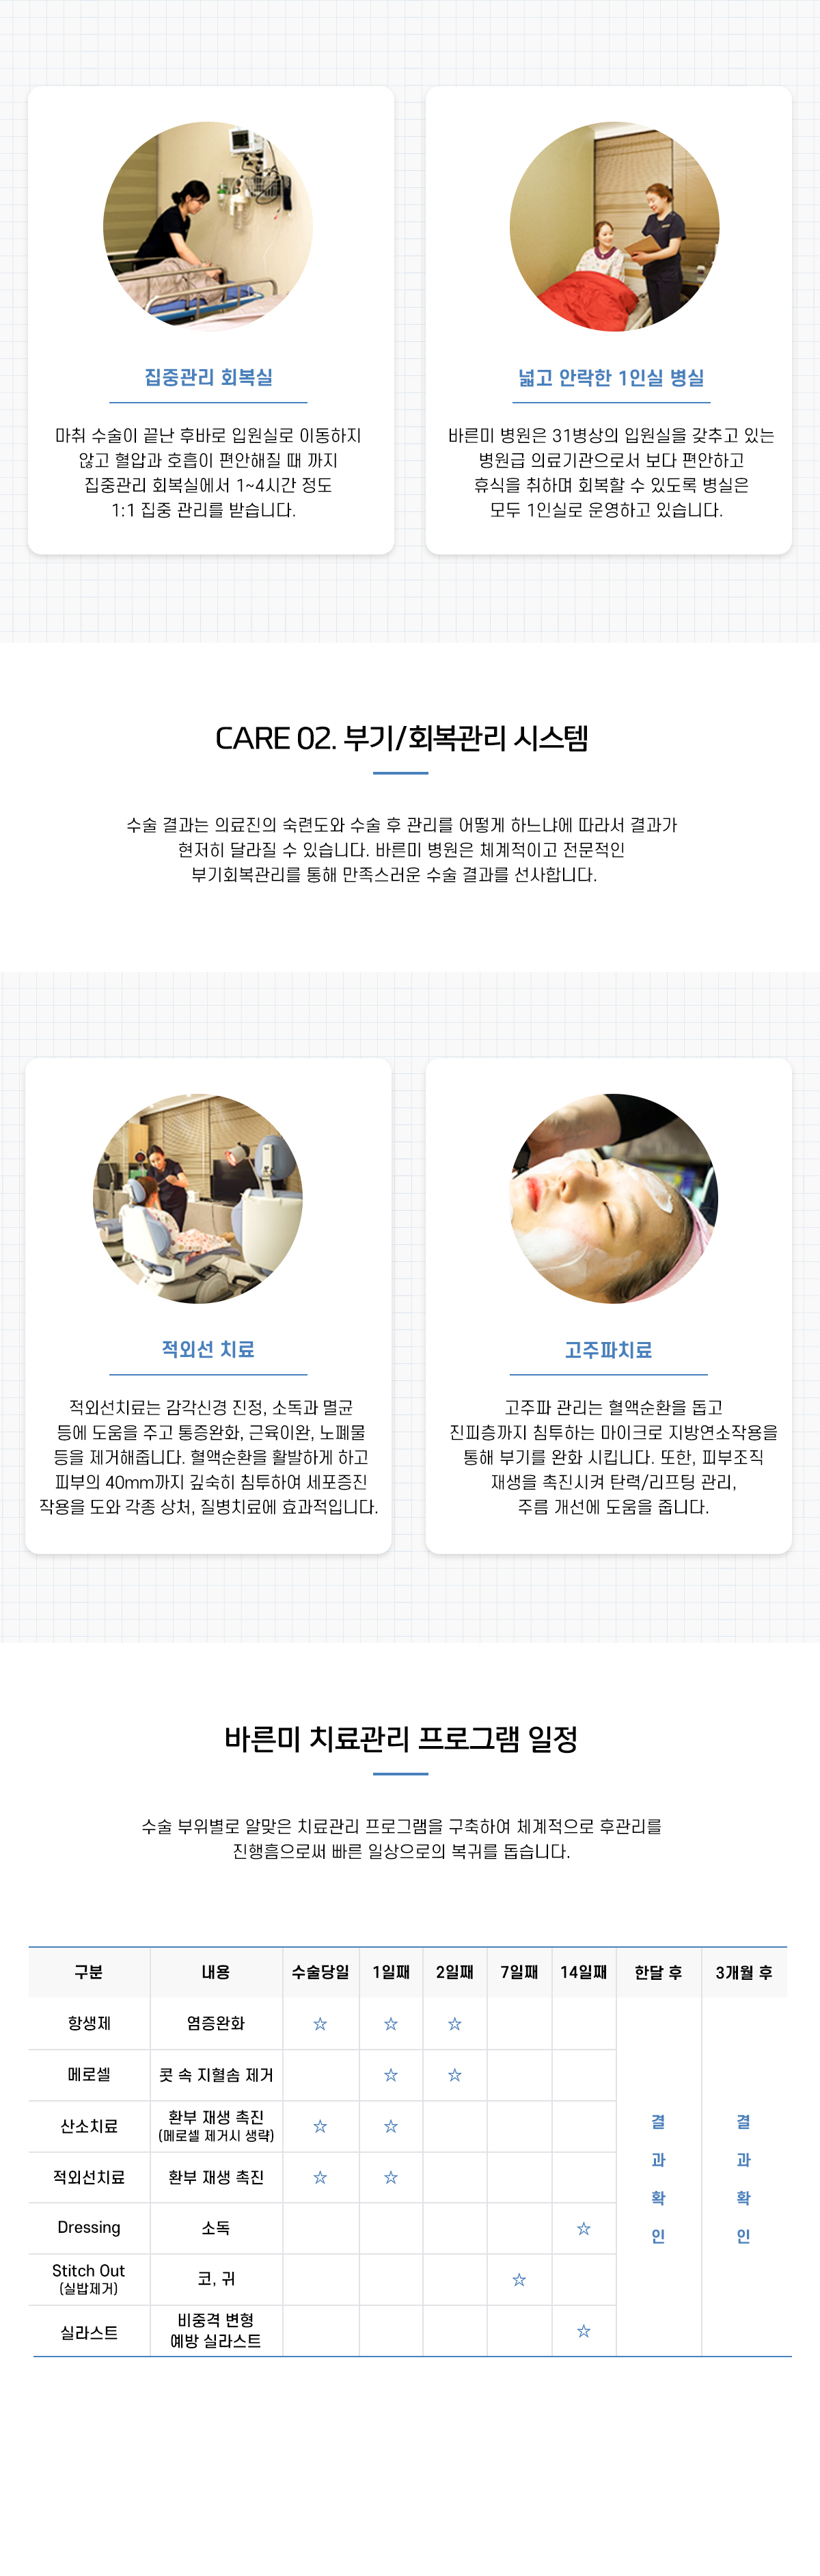 집중관리 회복실
마취 수술이 끝난 후바로 입원실로 이동하지
않고 혈압과 호흡이 편안해질 때 까지
집중관리 회복실에서 1~4시간 정도
1:1 집중 관리를 받습니다.
넓고 안락한 1인실 병실
바른미 병원은 31병상의 입원실을 갖추고 있는
병원급 의료기관으로서 보다 편안하고
휴식을 취하며 회복할 수 있도록 병실은
모두 1인실로 운영하고 있습니다.
CARE 02. 부기/회복관리 시스템
수술 결과는 의료진의 숙련도와 수술 후 관리를 어떻게 하느냐에 따라서 결과가
현저히 달라질 수 있습니다. 바른미 병원은 체계적이고 전문적인
부기회복관리를 통해 만족스러운 수술 결과를 선사합니다.
적외선 치료
적외선치료는 감각신경 진정, 소독과 멸균
등에 도움을 주고 통증완화, 근육이완, 노폐물
등을 제거해줍니다. 혈액순환을 활발하게 하고
피부의 40mm까지 깊숙히 침투하여 세포증진
작용을 도와 각종 상처, 질병치료에 효과적입니다.
고주파치료
고주파 관리는 혈액순환을 돕고
진피층까지 침투하는 마이크로 지방연소작용을
통해 부기를 완화 시킵니다. 또한, 피부조직
재생을 촉진시켜 탄력/리프팅 관리,
주름 개선에 도움을 줍니다.
바른미 치료관리 프로그램 일정
수술 부위별로 알맞은 치료관리 프로그램을 구축하여 체계적으로 후관리를
진행흠으로써 빠른 일상으로의 복귀를 돕습니다.
구분 내용 수술당일 1일째 2일째 7일째 14일째 한달 후 3개월 후
항생제 염증완화 ☆ ☆ ☆
메로셀 콧 속 지혈솜 제거 ☆ ☆
산소치료 환부 재생 촉진 ☆ ☆
(메로셀 제거시 생략)
적외선치료 환부 재생 촉진 ☆ ☆
Dressing 소독 ☆
Stitch Out 코, 귀 ☆
(실밥제거)
실라스트 비중격 변형 ☆
예방 실라스트
결과확인
결과확인